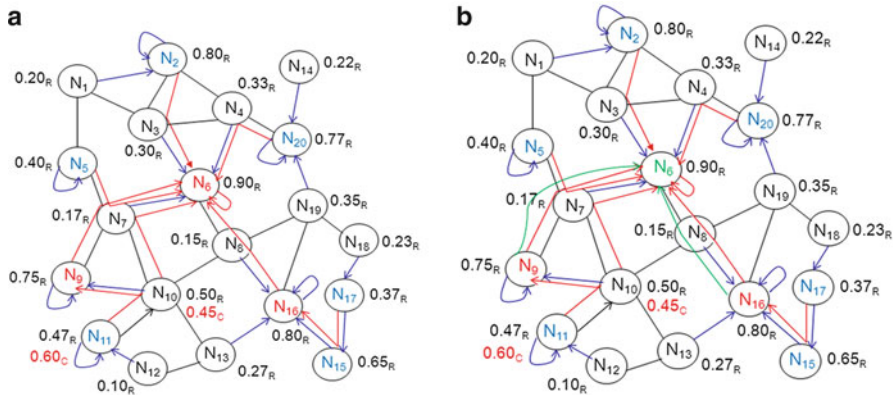 a
N2 0.80R
N14 0.22R
0.20R N1
0.33R
N4
N3
0.30R
N20 0.77R
0.40R N5
N6 0.90R
0.17R
N7
0.35R
N19
0.15R N8
N18 0.23R
0.75R N9
N10 0.50R
0.45C
N17 0.37R
N16
0.80R
0.47R N11
0.60C
N13 0.27R
N12
0.10R
N15 0.65R
b
N2 0.80R
N14 0.22R
0.20R N1
0.33R
N4
N3
0.30R
N20 0.77R
0.40R N5
N6 0.90R
0.17R
N7
0.35R
N19
0.15R N8
N18 0.23R
0.75R N9
N10 0.50R
0.45C
N17 0.37R
N16
0.80R
0.47R N11
0.60C
N13 0.27R
N12
0.10R
N15 0.65R